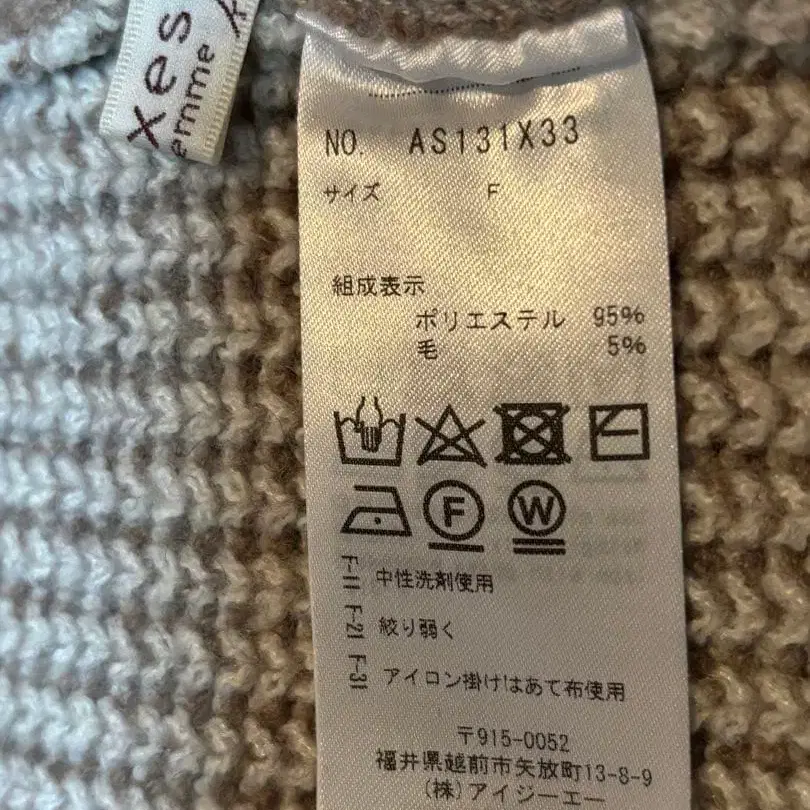 xes
emme
NO. AS131X33
サイズ F
組成表示
ポリエステル 95%
毛 5%
F
W
F-11 中性洗剤使用
F-21 絞り弱く
F-31 アイロン掛けはあて布使用
〒915-0052
福井県越前市矢放町13-8-9
(株)アイジーエー